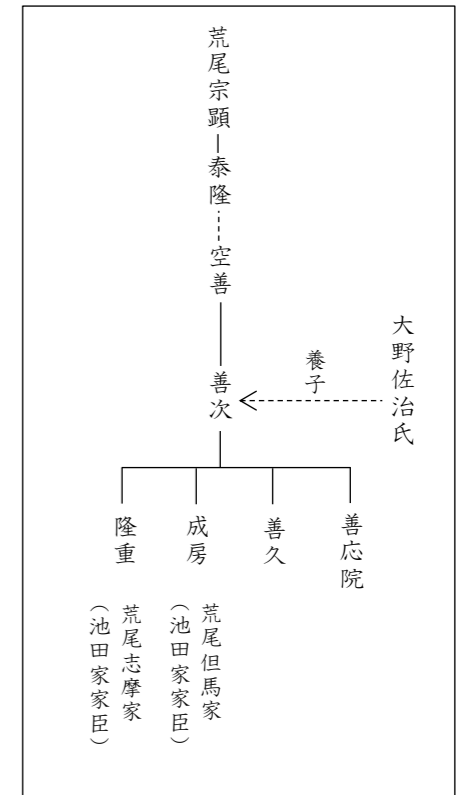 荒尾宗顕
泰隆
空善
善次
養子
大野佐治氏
善応院
善久
成房
荒尾但馬家
（池田家家臣）
隆重
荒尾志摩家
（池田家家臣）